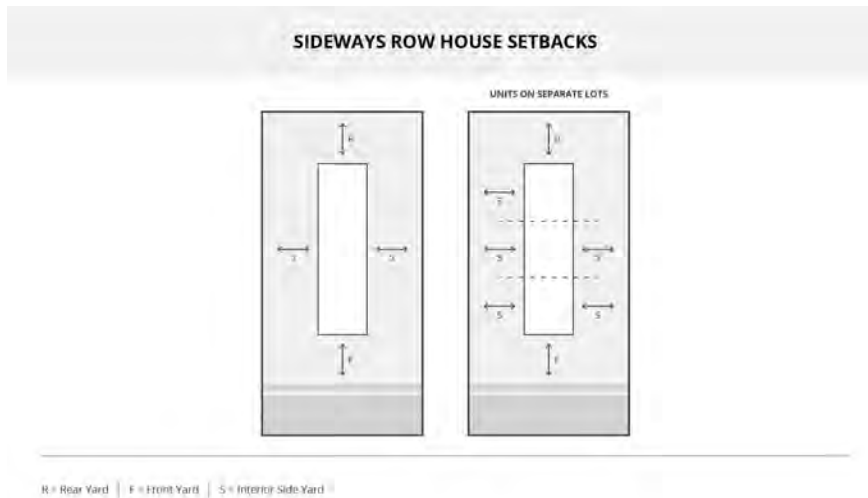 SIDEWAYS ROW HOUSE SETBACKS
UNITS ON SEPARATE LOTS
R
S
S S
S S
F F
S S
R = Rear Yard | F = Front Yard | S = Interior Side Yard